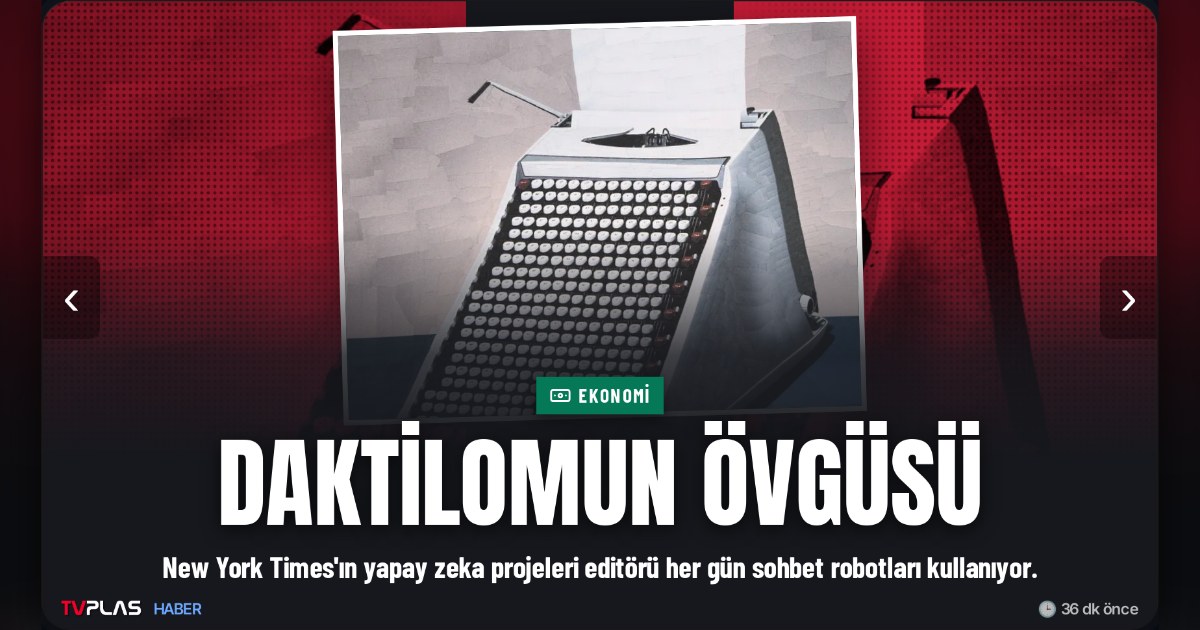 EKONOMİ
DAKTİLOMUN ÖVGÜSÜ
New York Times'ın yapay zeka projeleri editörü her gün sohbet robotları kullanıyor.
TVPLAS HABER
36 dk önce